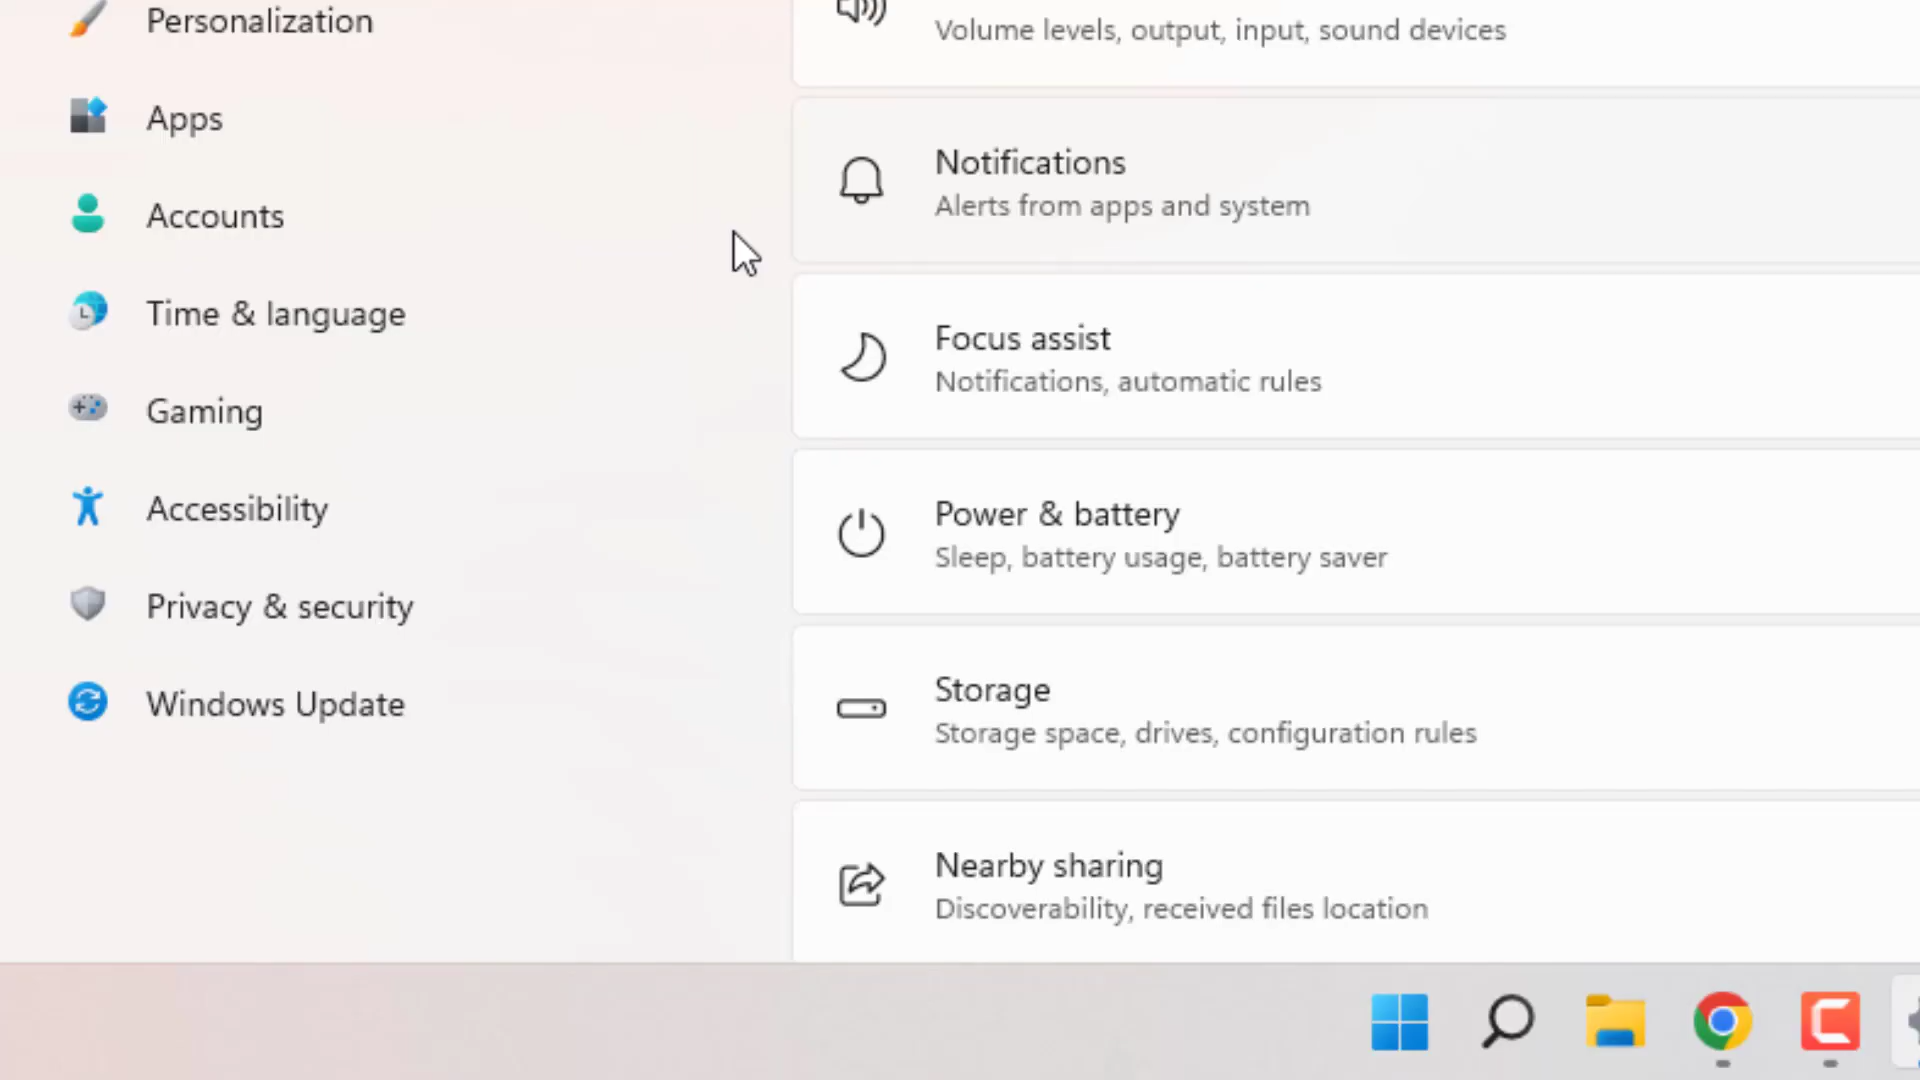 Personalization
Apps
Accounts
Time & language
Gaming
Accessibility
Privacy & security
Windows Update
Volume levels, output, input, sound devices
Notifications
Alerts from apps and system
Focus assist
Notifications, automatic rules
Power & battery
Sleep, battery usage, battery saver
Storage
Storage space, drives, configuration rules
Nearby sharing
Discoverability, received files location